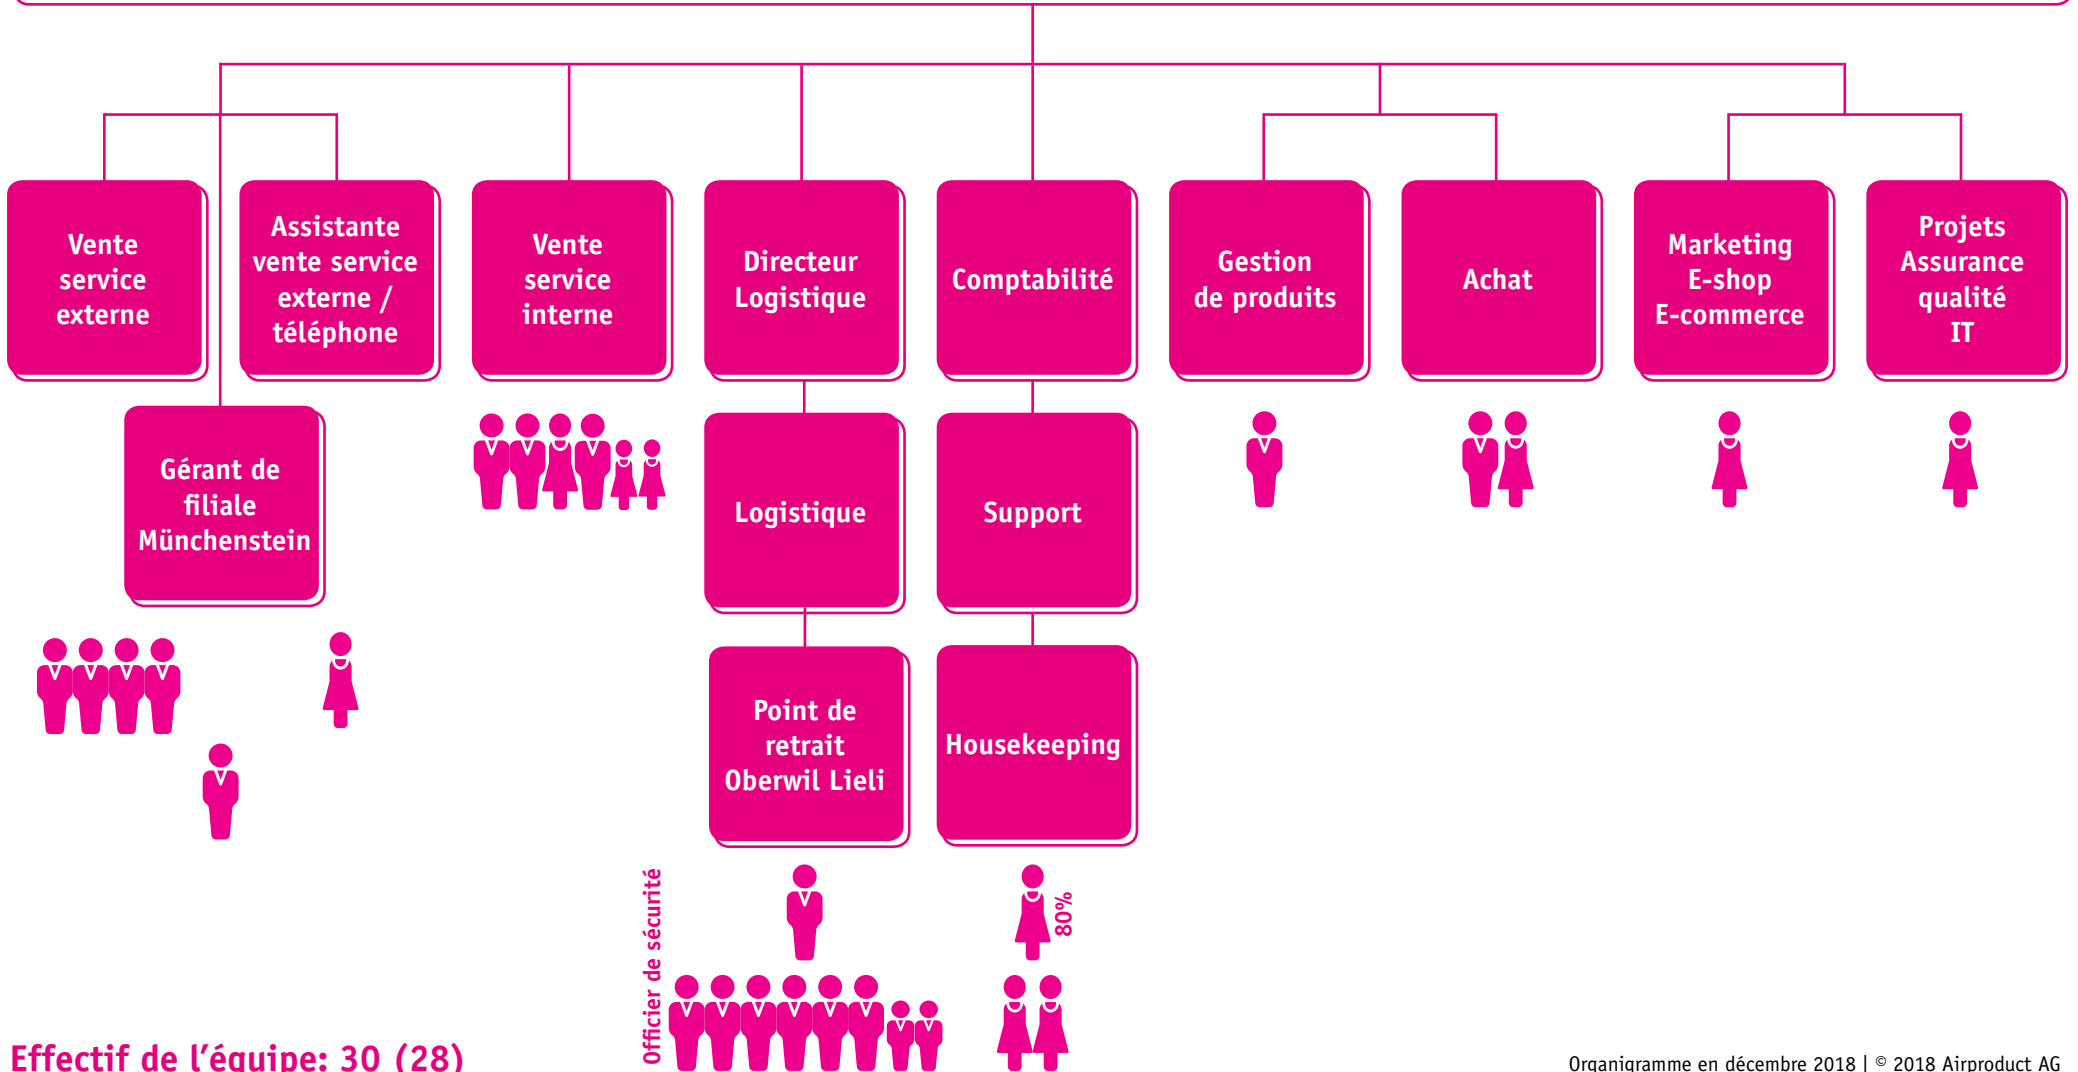 Vente
service
externe
Assistante
vente service
externe /
téléphone
Vente
service
interne
Directeur
Logistique
Comptabilité
Gestion
de produits
Achat
Marketing
E-shop
E-commerce
Projets
Assurance
qualité
IT
Gérant de
filiale
Münchenstein
Logistique
Support
Point de
retrait
Oberwil Lieli
Housekeeping
Officier de sécurité
80%
Effectif de l’équipe: 30 (28)
Organigramme en décembre 2018 | © 2018 Airproduct AG